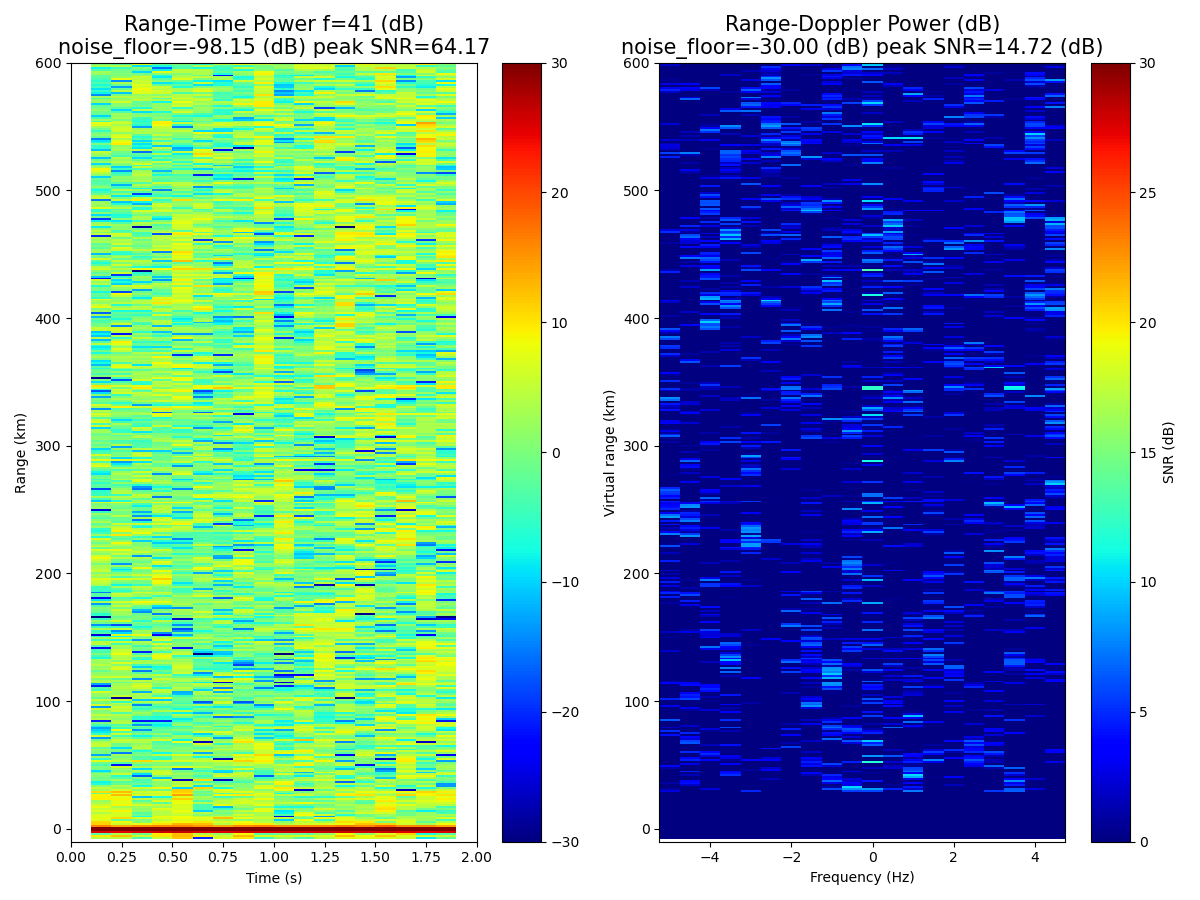 Range-Time Power f=41 (dB)
noise_floor=-98.15 (dB) peak SNR=64.17
Range (km)
600
500
400
300
200
100
0
0.00 0.25 0.50 0.75 1.00 1.25 1.50 1.75 2.00
Time (s)
30
20
10
0
−10
−20
−30
Range-Doppler Power (dB)
noise_floor=-30.00 (dB) peak SNR=14.72 (dB)
Virtual range (km)
600
500
400
300
200
100
0
−4 −2 0 2 4
Frequency (Hz)
30
25
20
15
10
5
0
SNR (dB)